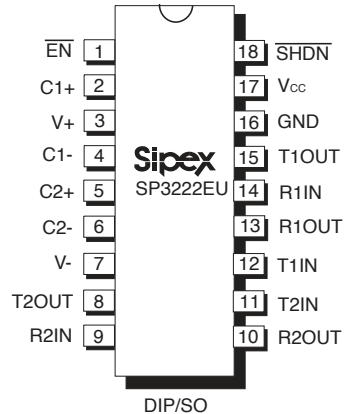 EN 1 18 SHDN
C1+ 2 17 Vcc
V+ 3 16 GND
C1- 4 Sipex 15 T1OUT
C2+ 5 SP3222EU 14 R1IN
C2- 6 13 R1OUT
V- 7 12 T1IN
T2OUT 8 11 T2IN
R2IN 9 10 R2OUT
DIP/SO